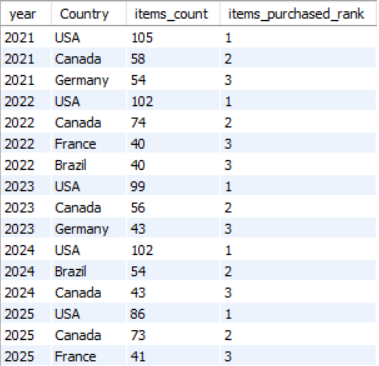 year Country items_count items_purchased_rank
2021 USA 105 1
2021 Canada 58 2
2021 Germany 54 3
2022 USA 102 1
2022 Canada 74 2
2022 France 40 3
2022 Brazil 40 3
2023 USA 99 1
2023 Canada 56 2
2023 Germany 43 3
2024 USA 102 1
2024 Brazil 54 2
2024 Canada 43 3
2025 USA 86 1
2025 Canada 73 2
2025 France 41 3